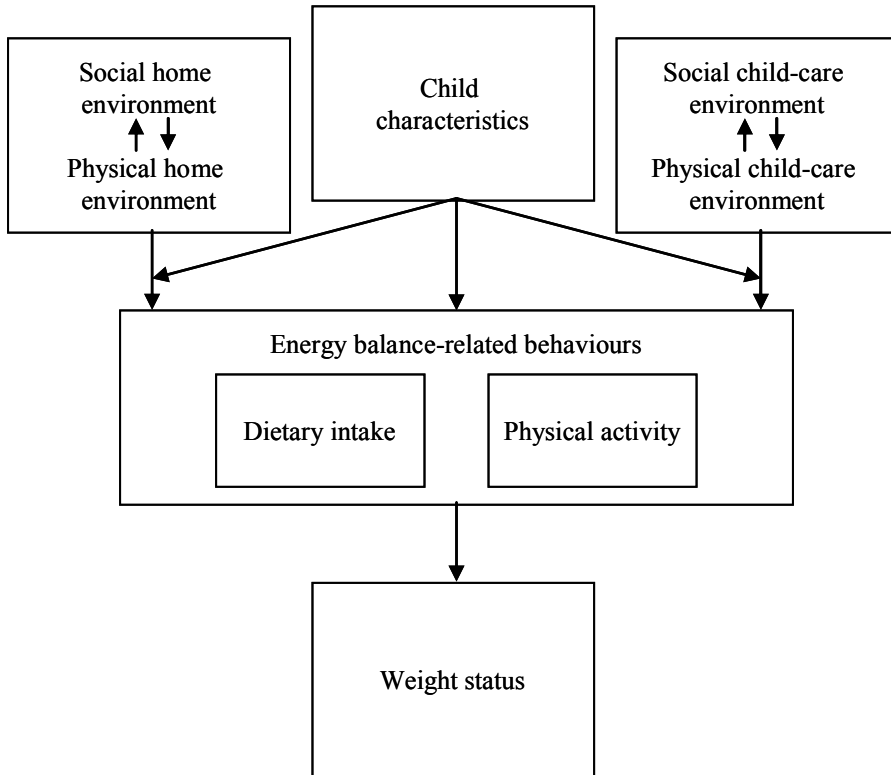 Social home
environment
Physical home
environment
Child
characteristics
Social child-care
environment
Physical child-care
environment
Energy balance-related behaviours
Dietary intake
Physical activity
Weight status